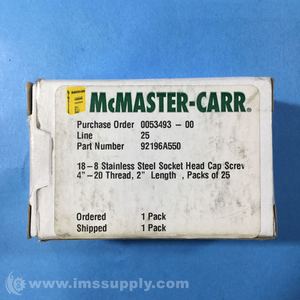 McMASTER-CARR®
Purchase Order 0053493 - 00
Line 25
Part Number 92196A550
18-8 Stainless Steel Socket Head Cap Screw
4"-20 Thread, 2" Length , Packs of 25
Ordered 1 Pack
Shipped 1 Pack
© www.imssupply.com